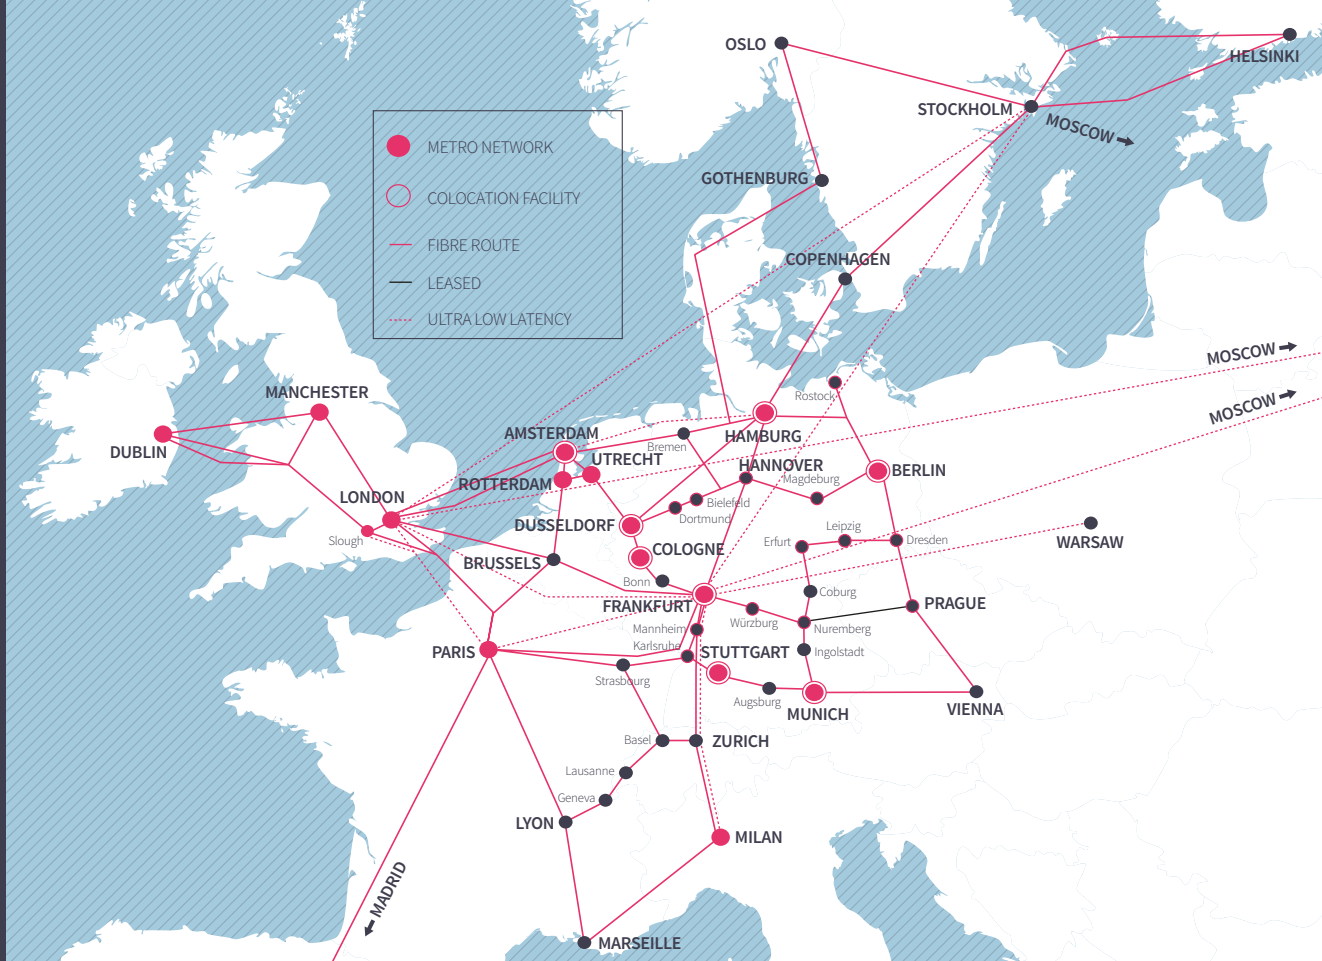 OSLO
HELSINKI
STOCKHOLM
MOSCOW
METRO NETWORK
COLOCATION FACILITY
FIBRE ROUTE
LEASED
ULTRA LOW LATENCY
GOTHENBURG
COPENHAGEN
MOSCOW
MOSCOW
MANCHESTER
DUBLIN
Rostock
AMSTERDAM
HAMBURG
Bremen
UTRECHT
HANNOVER
BERLIN
Magdeburg
ROTTERDAM
LONDON
Bielefeld
Dortmund
DUSSELDORF
Slough
Leipzig
Erfurt
Dresden
WARSAW
COLOGNE
BRUSSELS
Bonn
Coburg
FRANKFURT
PRAGUE
Würzburg
Nuremberg
Mannheim
Karlsruhe
PARIS
STUTTGART
Ingolstadt
Strasbourg
Augsburg
MUNICH
VIENNA
Basel
ZURICH
Lausanne
Geneva
LYON
MILAN
MADRID
MARSEILLE